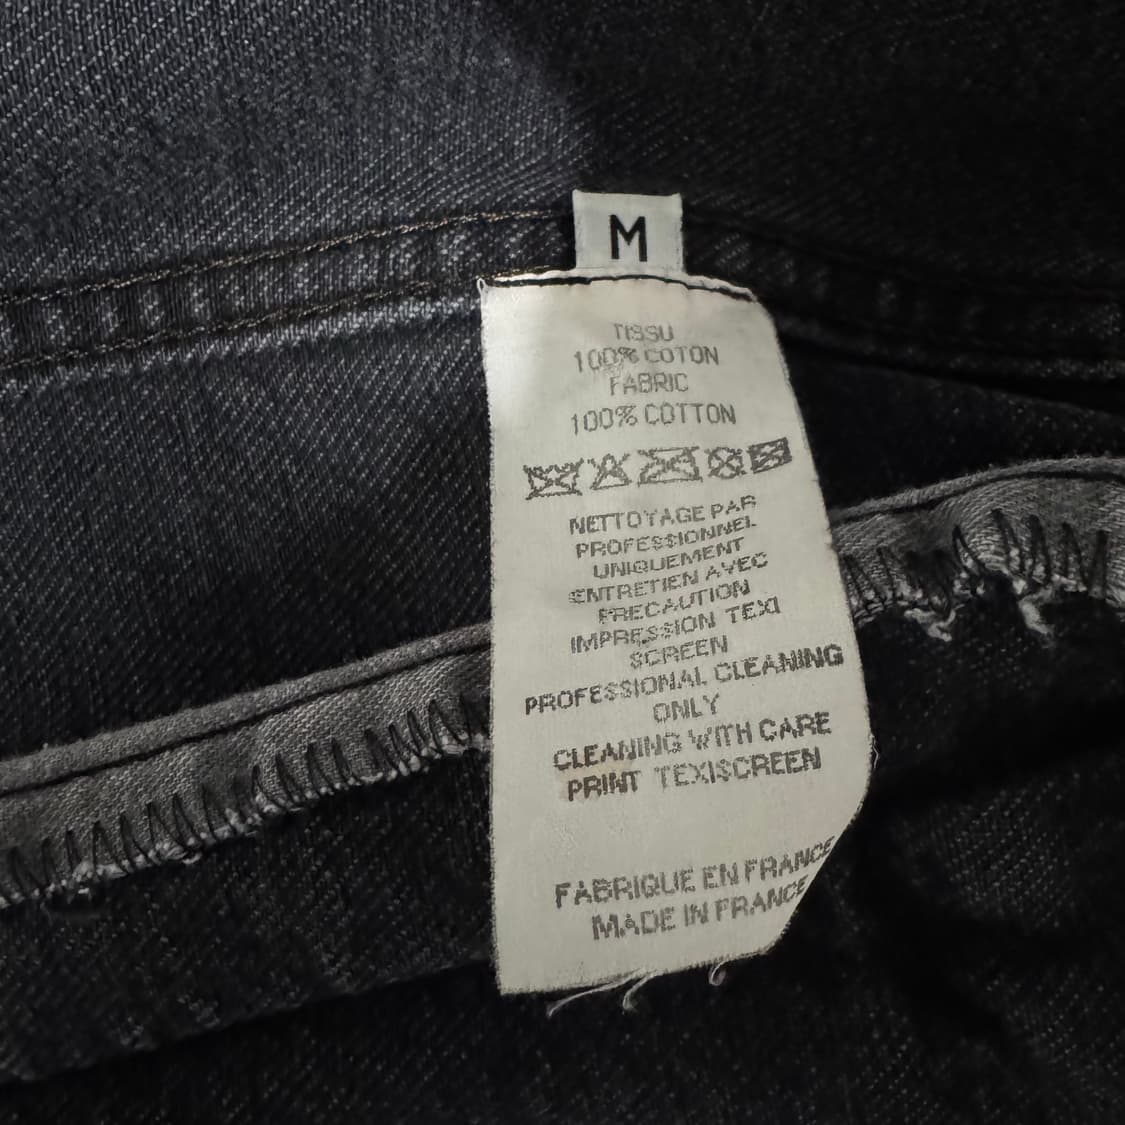 M
TISSU
100% COTON
FABRIC
100% COTTON
NETTOYAGE PAR
PROFESSIONNEL
UNIQUEMENT
ENTRETIEN AVEC
PRECAUTION
IMPRESSION TEXI
SCREEN
PROFESSIONAL CLEANING
ONLY
CLEANING WITH CARE
PRINT TEXISCREEN
FABRIQUE EN FRANCE
MADE IN FRANCE